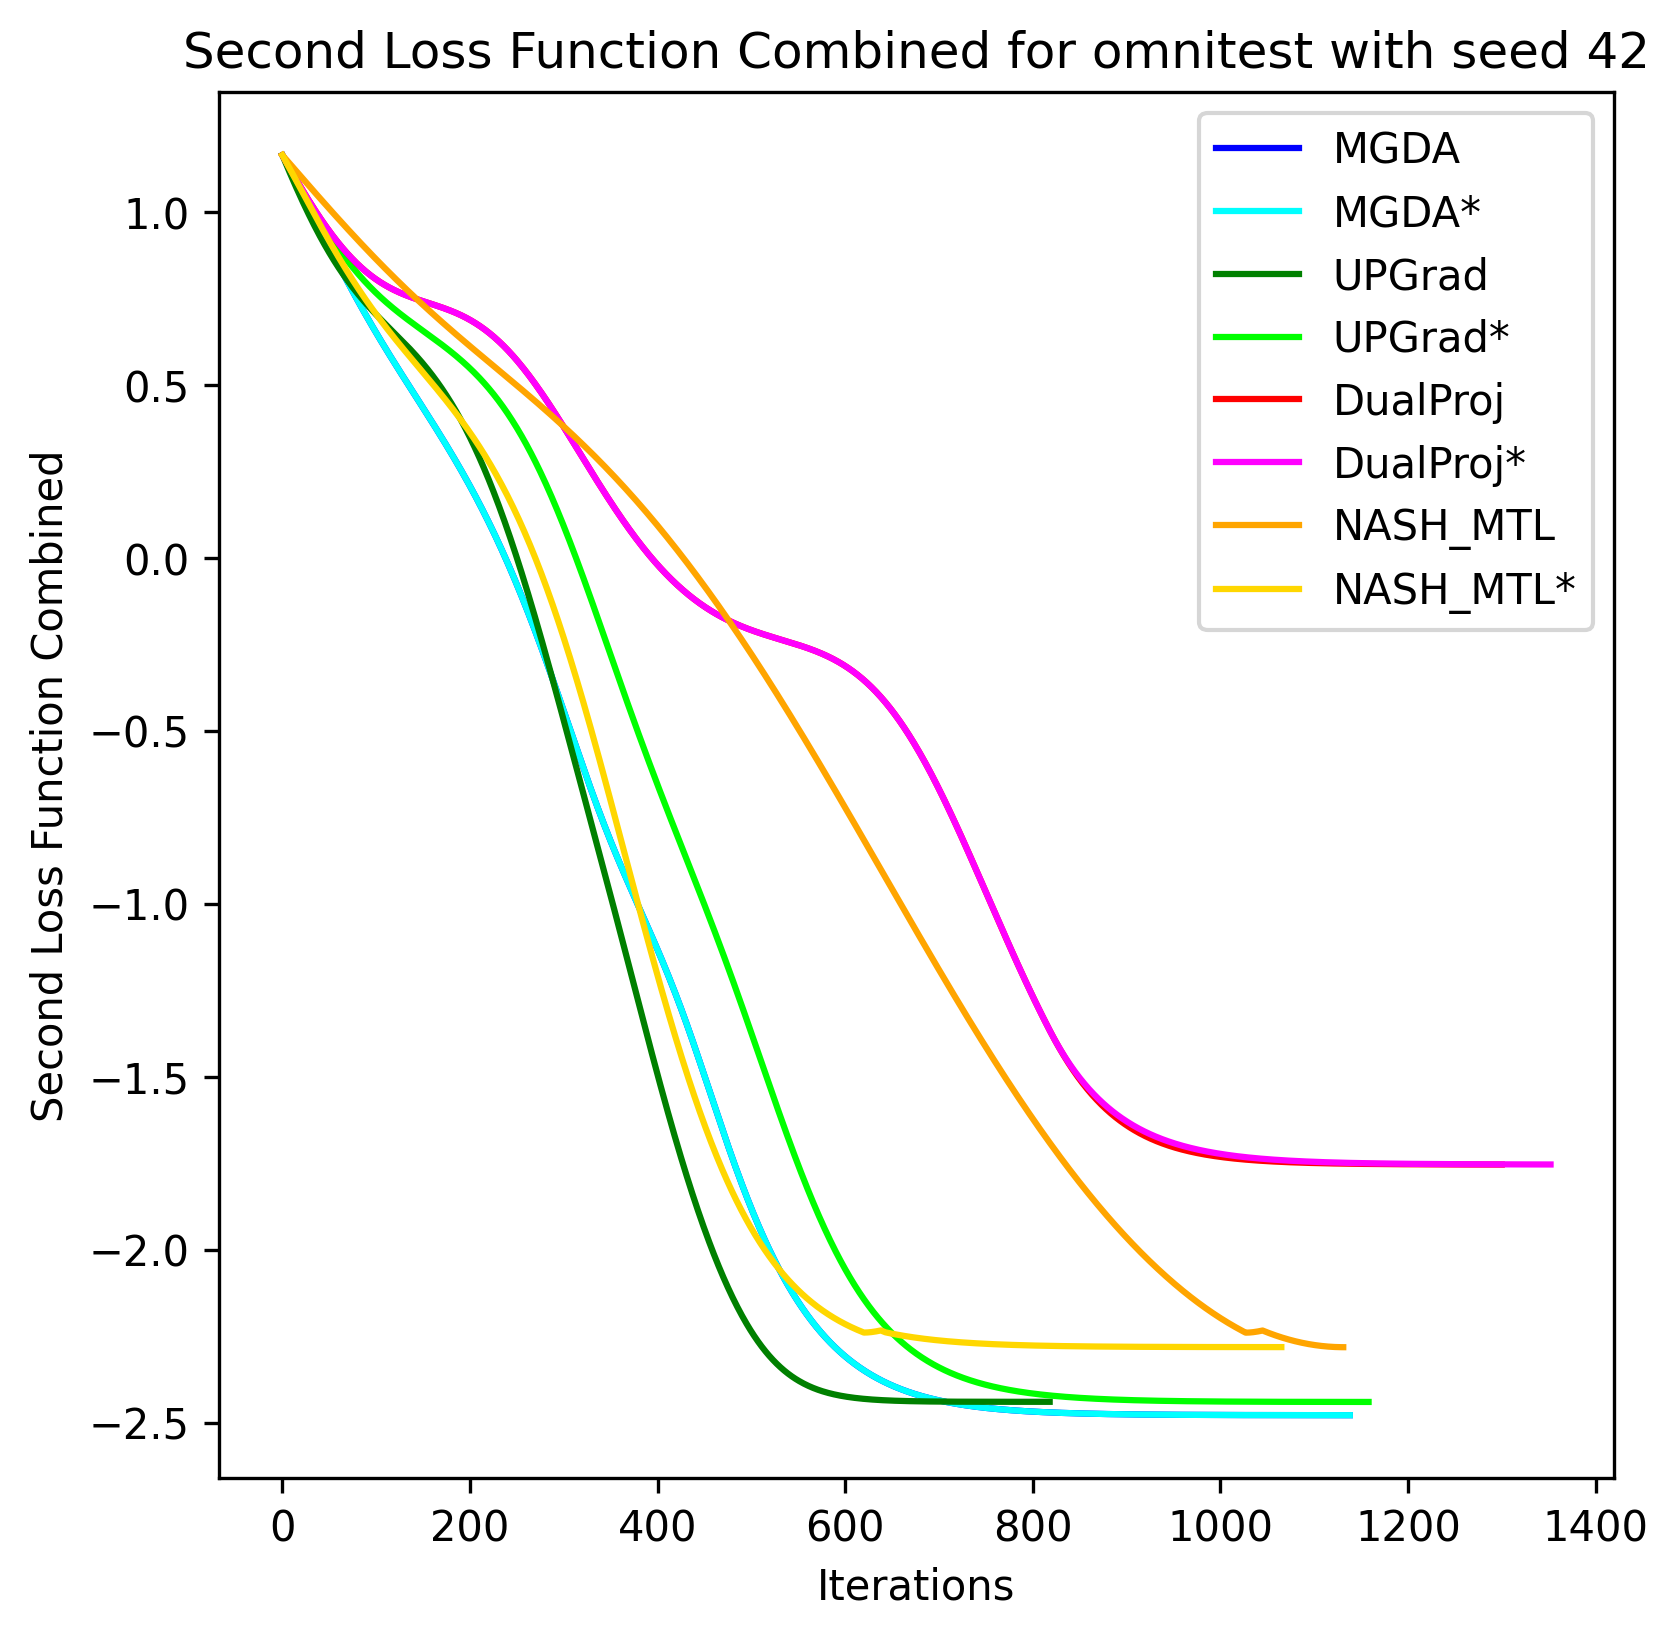 Second Loss Function Combined for omnitest with seed 42
MGDA
MGDA*
UPGrad
UPGrad*
DualProj
DualProj*
NASH_MTL
NASH_MTL*
Second Loss Function Combined
1.0
0.5
0.0
−0.5
−1.0
−1.5
−2.0
−2.5
0 200 400 600 800 1000 1200 1400
Iterations